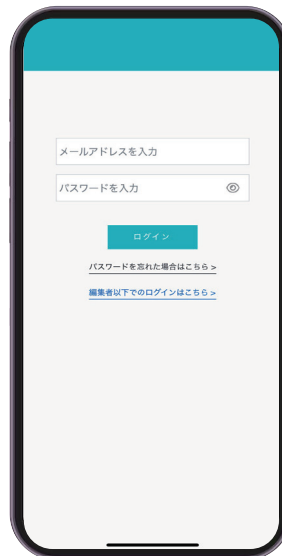 メールアドレスを入力
パスワードを入力
ログイン
パスワードを忘れた場合はこちら >
編集者以下でのログインはこちら >